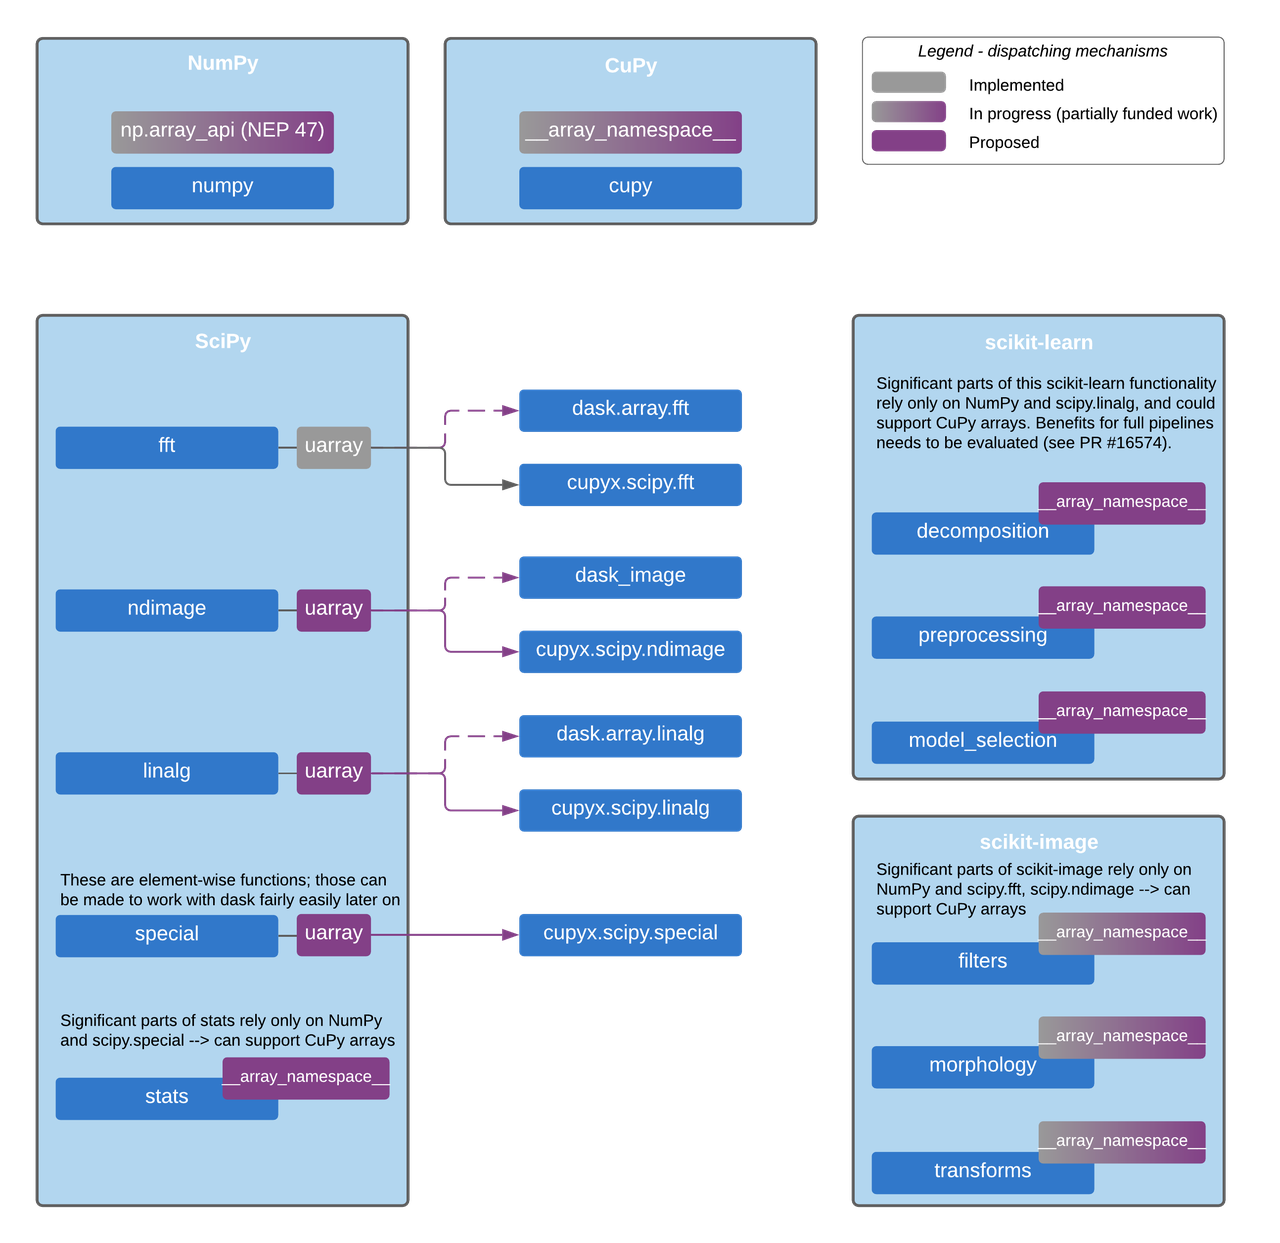 NumPy
np.array_api (NEP 47)
numpy
CuPy
__array_namespace__
cupy
Legend - dispatching mechanisms
Implemented
In progress (partially funded work)
Proposed
SciPy
fft
uarray
dask.array.fft
cupyx.scipy.fft
ndimage
uarray
dask_image
cupyx.scipy.ndimage
linalg
uarray
dask.array.linalg
cupyx.scipy.linalg
These are element-wise functions; those can
be made to work with dask fairly easily later on
special
uarray
cupyx.scipy.special
Significant parts of stats rely only on NumPy
and scipy.special --> can support CuPy arrays
__array_namespace__
stats
scikit-learn
Significant parts of this scikit-learn functionality
rely only on NumPy and scipy.linalg, and could
support CuPy arrays. Benefits for full pipelines
needs to be evaluated (see PR #16574).
__array_namespace__
decomposition
__array_namespace__
preprocessing
__array_namespace__
model_selection
scikit-image
Significant parts of scikit-image rely only on
NumPy and scipy.fft, scipy.ndimage --> can
support CuPy arrays
__array_namespace__
filters
__array_namespace__
morphology
__array_namespace__
transforms